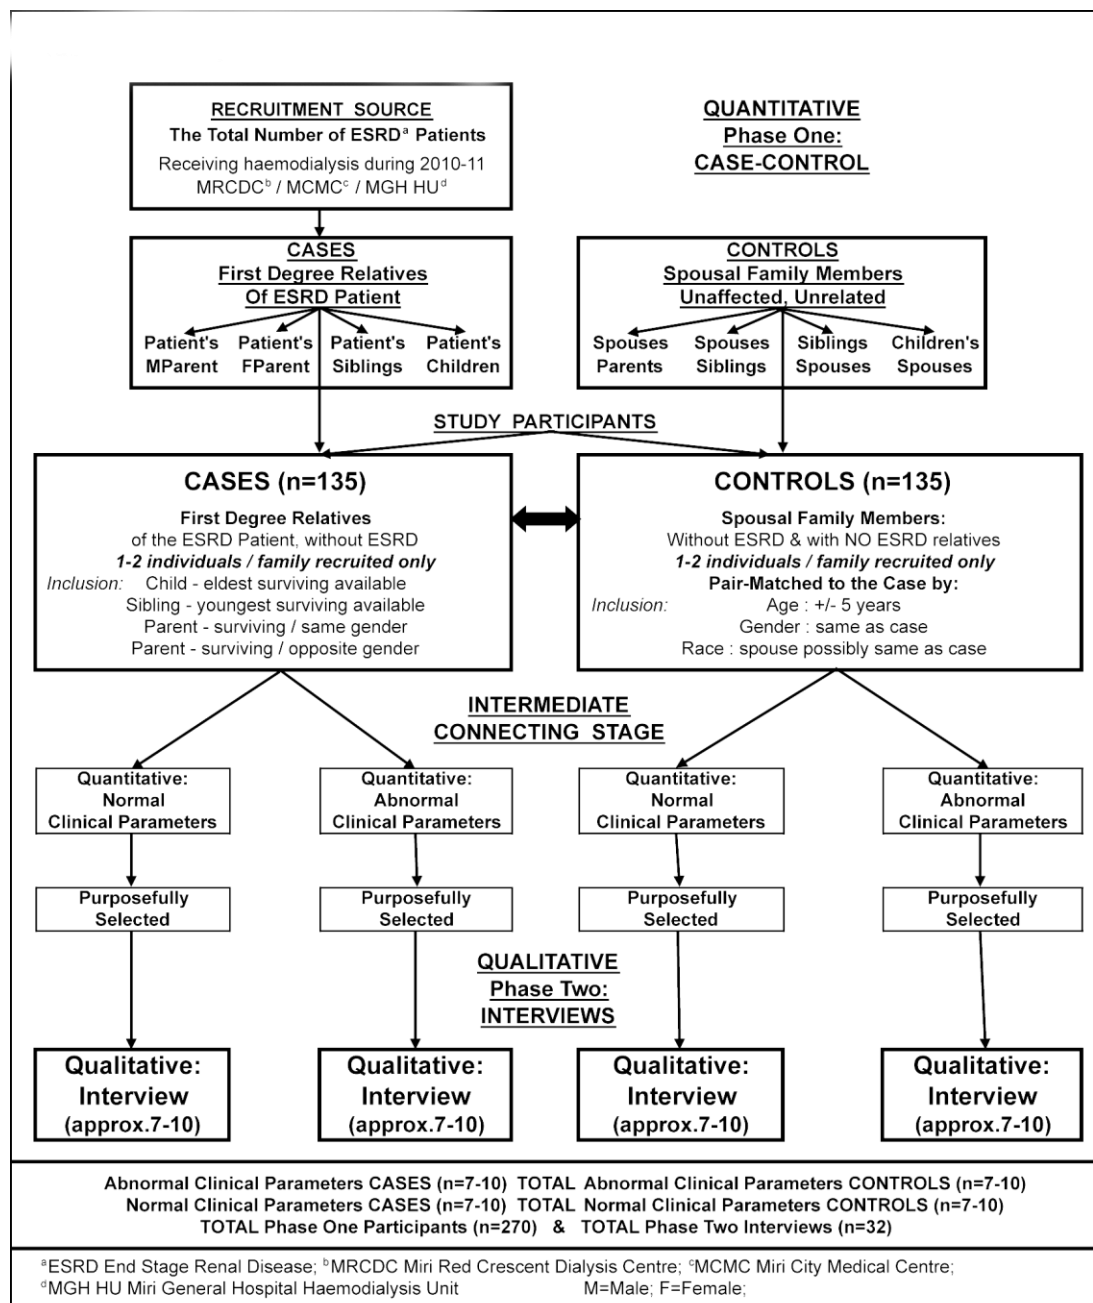 RECRUITMENT SOURCE
The Total Number of ESRDᵃ Patients
Receiving haemodialysis during 2010-11
MRCDCᵇ / MCMCᶜ / MGH HUᵈ
QUANTITATIVE
Phase One:
CASE-CONTROL
CASES
First Degree Relatives
Of ESRD Patient
Patient's MParent
Patient's FParent
Patient's Siblings
Patient's Children
CONTROLS
Spousal Family Members
Unaffected, Unrelated
Spouses Parents
Spouses Siblings
Siblings Spouses
Children's Spouses
STUDY PARTICIPANTS
CASES (n=135)
First Degree Relatives
of the ESRD Patient, without ESRD
1-2 individuals / family recruited only
Inclusion: Child - eldest surviving available
Sibling - youngest surviving available
Parent - surviving / same gender
Parent - surviving / opposite gender
CONTROLS (n=135)
Spousal Family Members:
Without ESRD & with NO ESRD relatives
1-2 individuals / family recruited only
Pair-Matched to the Case by:
Inclusion: Age : +/- 5 years
Gender : same as case
Race : spouse possibly same as case
INTERMEDIATE
CONNECTING STAGE
Quantitative:
Normal
Clinical Parameters
Quantitative:
Abnormal
Clinical Parameters
Quantitative:
Normal
Clinical Parameters
Quantitative:
Abnormal
Clinical Parameters
Purposefully
Selected
Purposefully
Selected
Purposefully
Selected
Purposefully
Selected
QUALITATIVE
Phase Two:
INTERVIEWS
Qualitative:
Interview
(approx.7-10)
Qualitative:
Interview
(approx.7-10)
Qualitative:
Interview
(approx.7-10)
Qualitative:
Interview
(approx.7-10)
Abnormal Clinical Parameters CASES (n=7-10) TOTAL Abnormal Clinical Parameters CONTROLS (n=7-10)
Normal Clinical Parameters CASES (n=7-10) TOTAL Normal Clinical Parameters CONTROLS (n=7-10)
TOTAL Phase One Participants (n=270) & TOTAL Phase Two Interviews (n=32)
ᵃESRD End Stage Renal Disease; ᵇMRCDC Miri Red Crescent Dialysis Centre; ᶜMCMC Miri City Medical Centre;
ᵈMGH HU Miri General Hospital Haemodialysis Unit M=Male; F=Female;